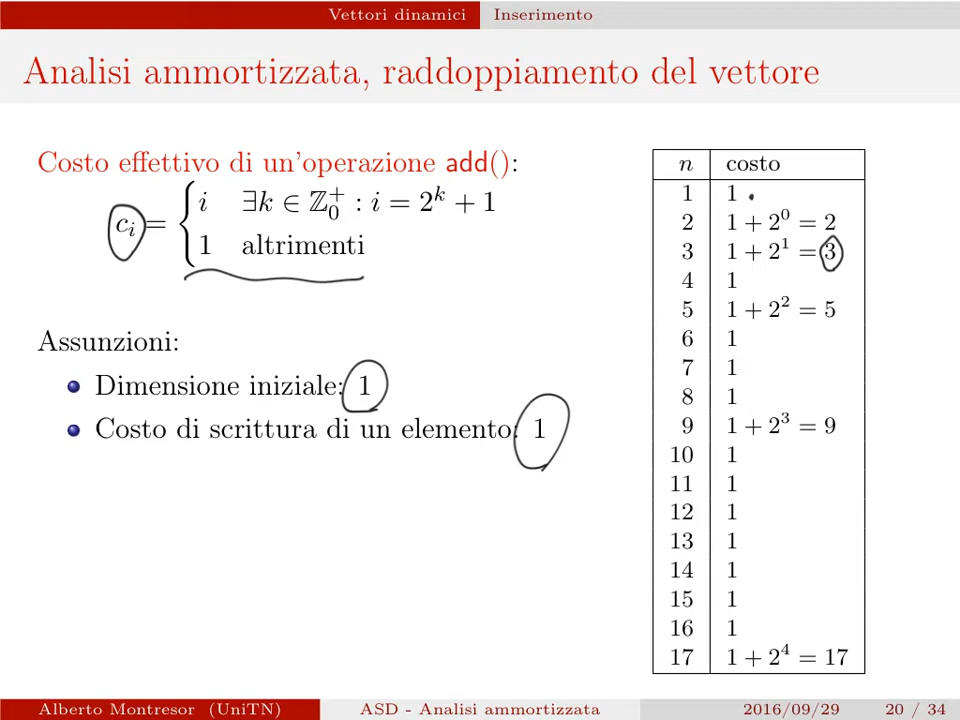 Vettori dinamici Inserimento
Analisi ammortizzata, raddoppiamento del vettore
Costo effettivo di un'operazione add():
c_i = { i ∃k ∈ ℤ₀⁺ : i = 2^k + 1
1 altrimenti
Assunzioni:
Dimensione iniziale: 1
Costo di scrittura di un elemento: 1
n costo
1 1
2 1 + 2^0 = 2
3 1 + 2^1 = 3
4 1
5 1 + 2^2 = 5
6 1
7 1
8 1
9 1 + 2^3 = 9
10 1
11 1
12 1
13 1
14 1
15 1
16 1
17 1 + 2^4 = 17
Alberto Montresor (UniTN) ASD - Analisi ammortizzata 2016/09/29 20 / 34